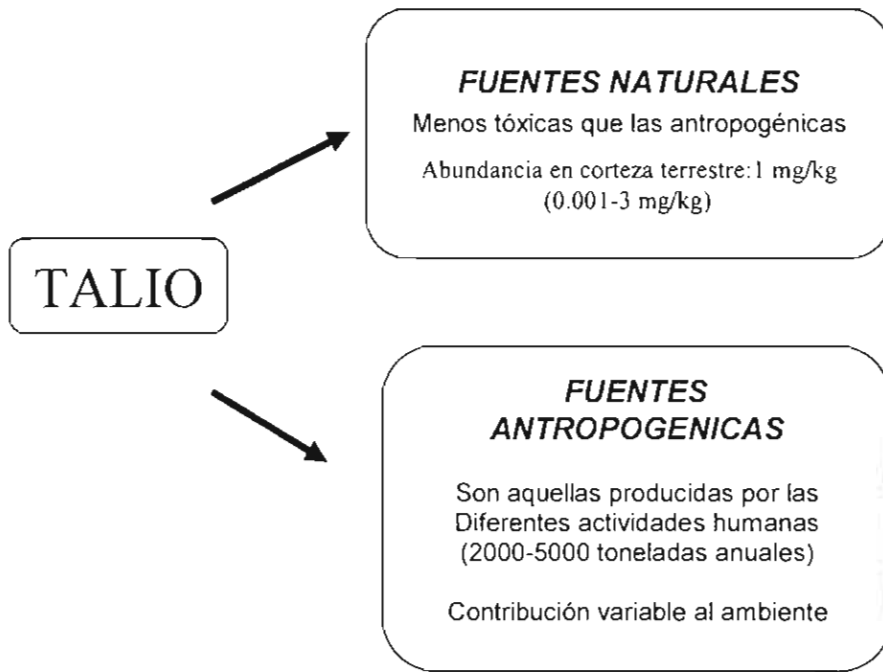 FUENTES NATURALES
Menos tóxicas que las antropogénicas
Abundancia en corteza terrestre: 1 mg/kg
(0.001-3 mg/kg)
TALIO
FUENTES
ANTROPOGENICAS
Son aquellas producidas por las
Diferentes actividades humanas
(2000-5000 toneladas anuales)
Contribución variable al ambiente